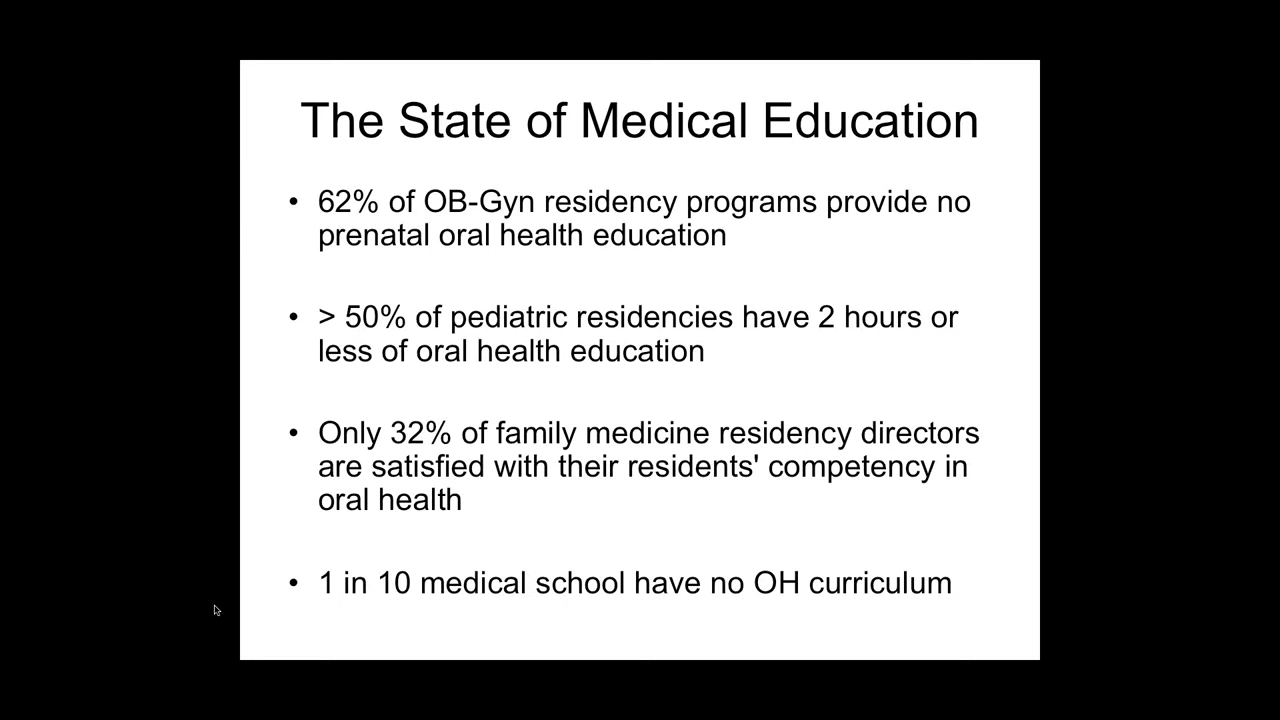 The State of Medical Education
• 62% of OB-Gyn residency programs provide no
prenatal oral health education
• > 50% of pediatric residencies have 2 hours or
less of oral health education
• Only 32% of family medicine residency directors
are satisfied with their residents' competency in
oral health
• 1 in 10 medical school have no OH curriculum